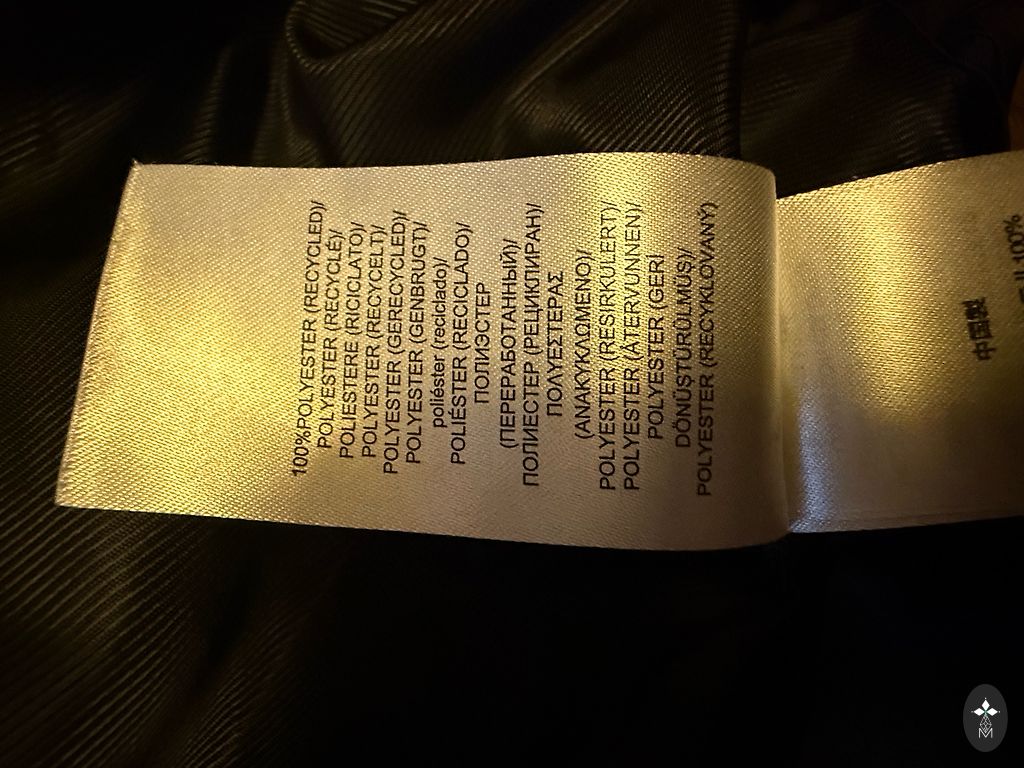 100%POLYESTER (RECYCLED)/
POLYESTER (RECYCLÉ)/
POLIESTERE (RICICLATO)/
POLYESTER (RECYCELT)/
POLYESTER (GERECYCLED)/
POLYESTER (GENBRUGT)/
poliéster (reciclado)/
POLIÉSTER (RECICLADO)/
ПОЛИЭСТЕР
(ПЕРЕРАБОТАННЫЙ)/
ПОЛИЕСТЕР (РЕЦИКЛИРАН)/
ΠΟΛΥΕΣΤΕΡΑΣ
(ΑΝΑΚΥΚΛΩΜΕΝΟ)/
POLYESTER (RESIRKULERT)/
POLYESTER (ÅTERVUNNEN)/
POLYESTER (GERİ
DÖNÜŞTÜRÜLMÜŞ)/
POLYESTER (RECYKLOVANÝ)
中国製
100%
M